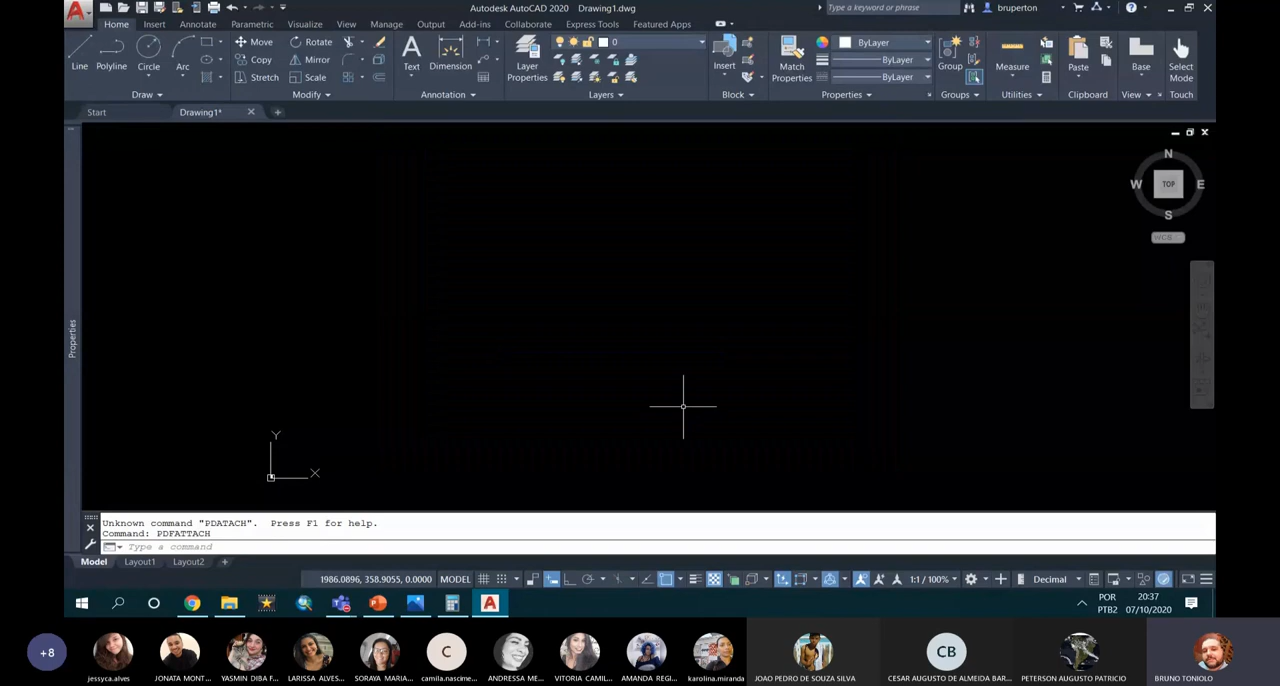 Autodesk AutoCAD 2020 Drawing1.dwg
Type a keyword or phrase
bruperton
Home Insert Annotate Parametric Visualize View Manage Output Add-ins Collaborate Express Tools Featured Apps
Line Polyline Circle Arc
Move Rotate
Copy Mirror
Stretch Scale
Text Dimension
Layer Properties
0
Insert
Match Properties
ByLayer
ByLayer
ByLayer
Group
Measure
Paste
Base
Select Mode
Draw Modify Annotation Layers Block Properties Groups Utilities Clipboard View Touch
Start Drawing1*
N
W TOP E
S
WCS
Properties
Y
X
Unknown command "PDATACH". Press F1 for help.
Command: PDFATTACH
Type a command
Model Layout1 Layout2
1986.0896, 358.9055, 0.0000 MODEL 1:1 / 100% Decimal
POR
PTB2
20:37
07/10/2020
+8
C
CB
jessyca.alves JONATA MONT... YASMIN DIBA F... LARISSA ALVES... SORAYA MARIA... camila.nascime... ANDRESSA ME... VITORIA CAMIL... AMANDA REGI... karolina.miranda JOAO PEDRO DE SOUZA SILVA CESAR AUGUSTO DE ALMEIDA BAR... PETERSON AUGUSTO PATRICIO BRUNO TONIOLO